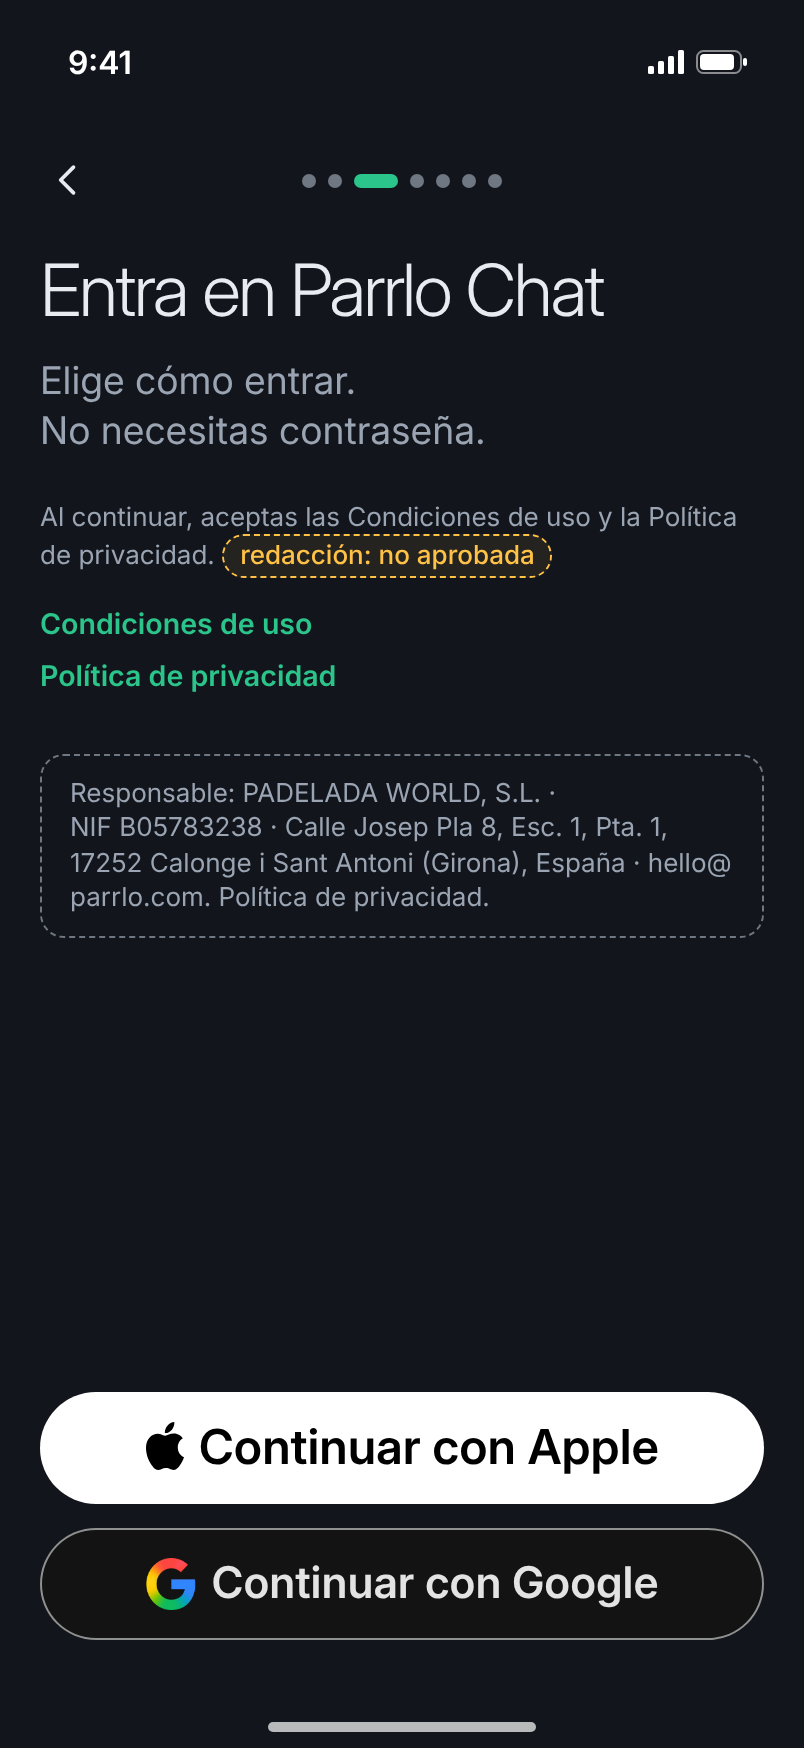 9:41
Entra en Parrlo Chat
Elige cómo entrar.
No necesitas contraseña.
Al continuar, aceptas las Condiciones de uso y la Política
de privacidad. redacción: no aprobada
Condiciones de uso
Política de privacidad
Responsable: PADELADA WORLD, S.L. ·
NIF B05783238 · Calle Josep Pla 8, Esc. 1, Pta. 1,
17252 Calonge i Sant Antoni (Girona), España · hello@
parrlo.com. Política de privacidad.
Continuar con Apple
Continuar con Google